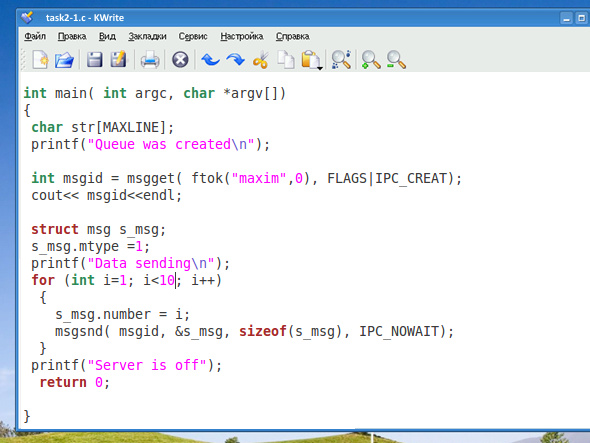 task2-1.c - KWrite
Файл Правка Вид Закладки Сервис Настройка Справка
int main( int argc, char *argv[])
{
char str[MAXLINE];
printf("Queue was created\n");
int msgid = msgget( ftok("maxim",0), FLAGS|IPC_CREAT);
cout<< msgid<<endl;
struct msg s_msg;
s_msg.mtype =1;
printf("Data sending\n");
for (int i=1; i<10; i++)
{
s_msg.number = i;
msgsnd( msgid, &s_msg, sizeof(s_msg), IPC_NOWAIT);
}
printf("Server is off");
return 0;
}